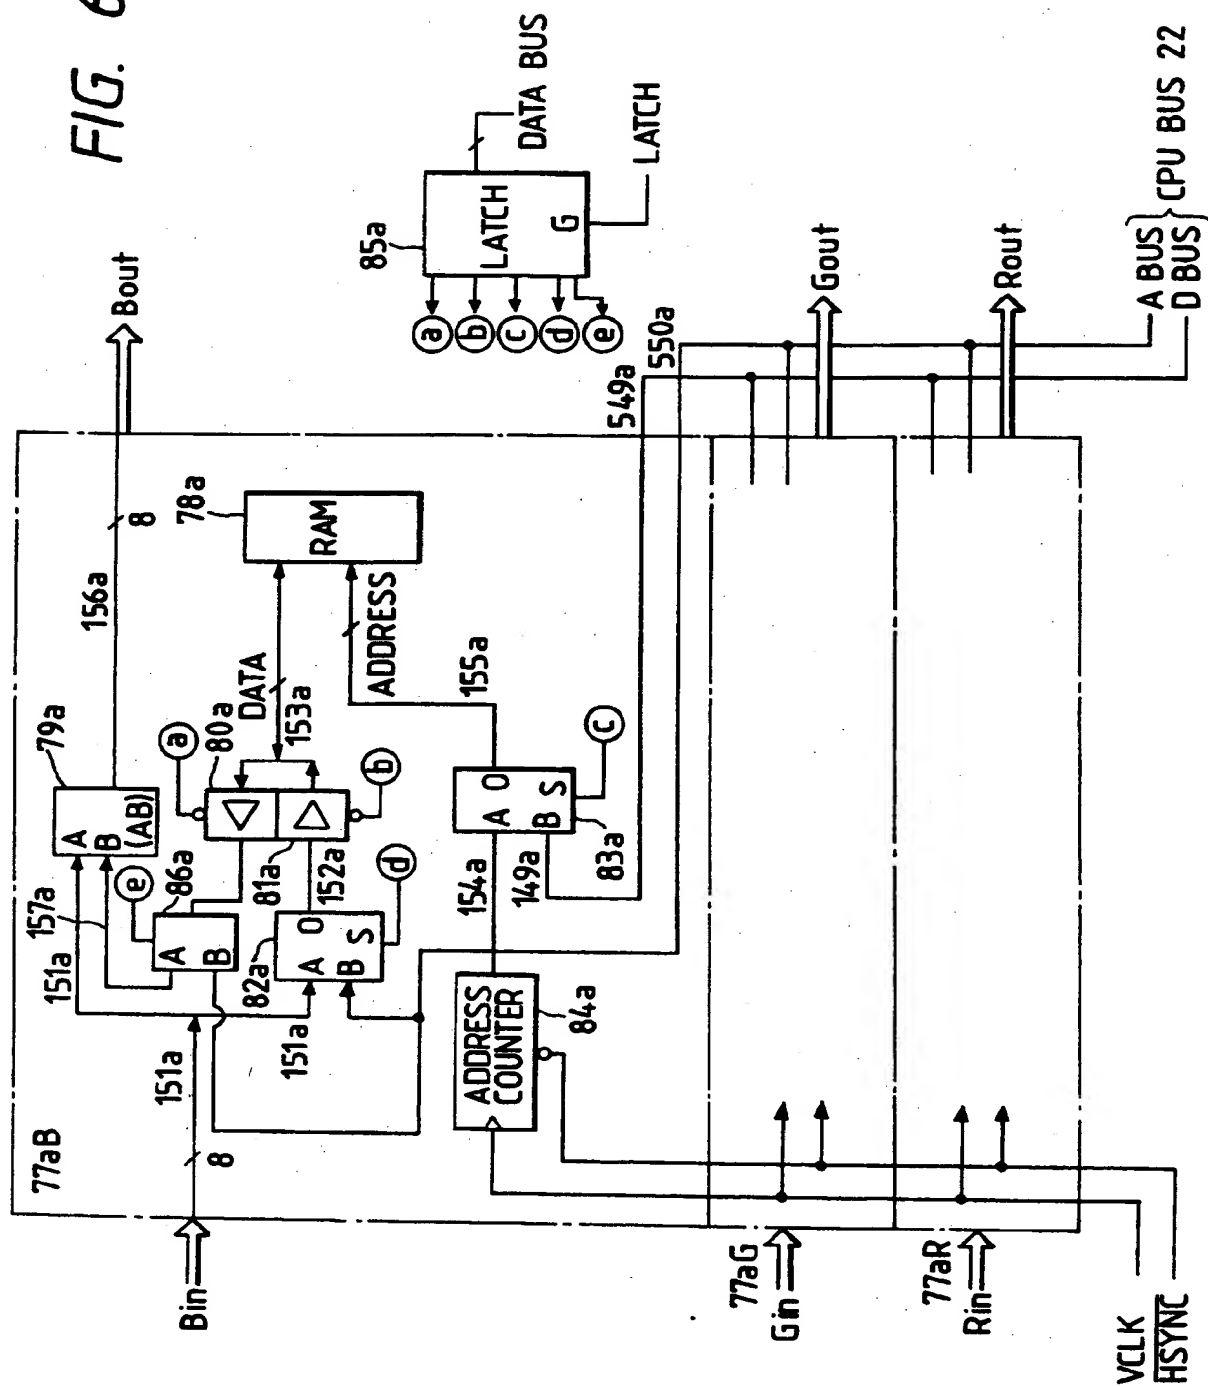 FIG. 6
Bin
77aB
8
151a
151a
157a
e
86a
A
B
79a
A
B
(AB)
156a
8
Bout
151a
82a
A
O
B
S
d
152a
81a
a
80a
b
DATA
153a
ADDRESS
78a
RAM
155a
ADDRESS
COUNTER
84a
154a
149a
A
O
B
S
83a
c
85a
LATCH
G
DATA BUS
LATCH
a
b
c
d
e
549a
550a
77aG
Gin
Gout
77aR
Rin
Rout
VCLK
HSYNC
A BUS
D BUS
CPU BUS 22